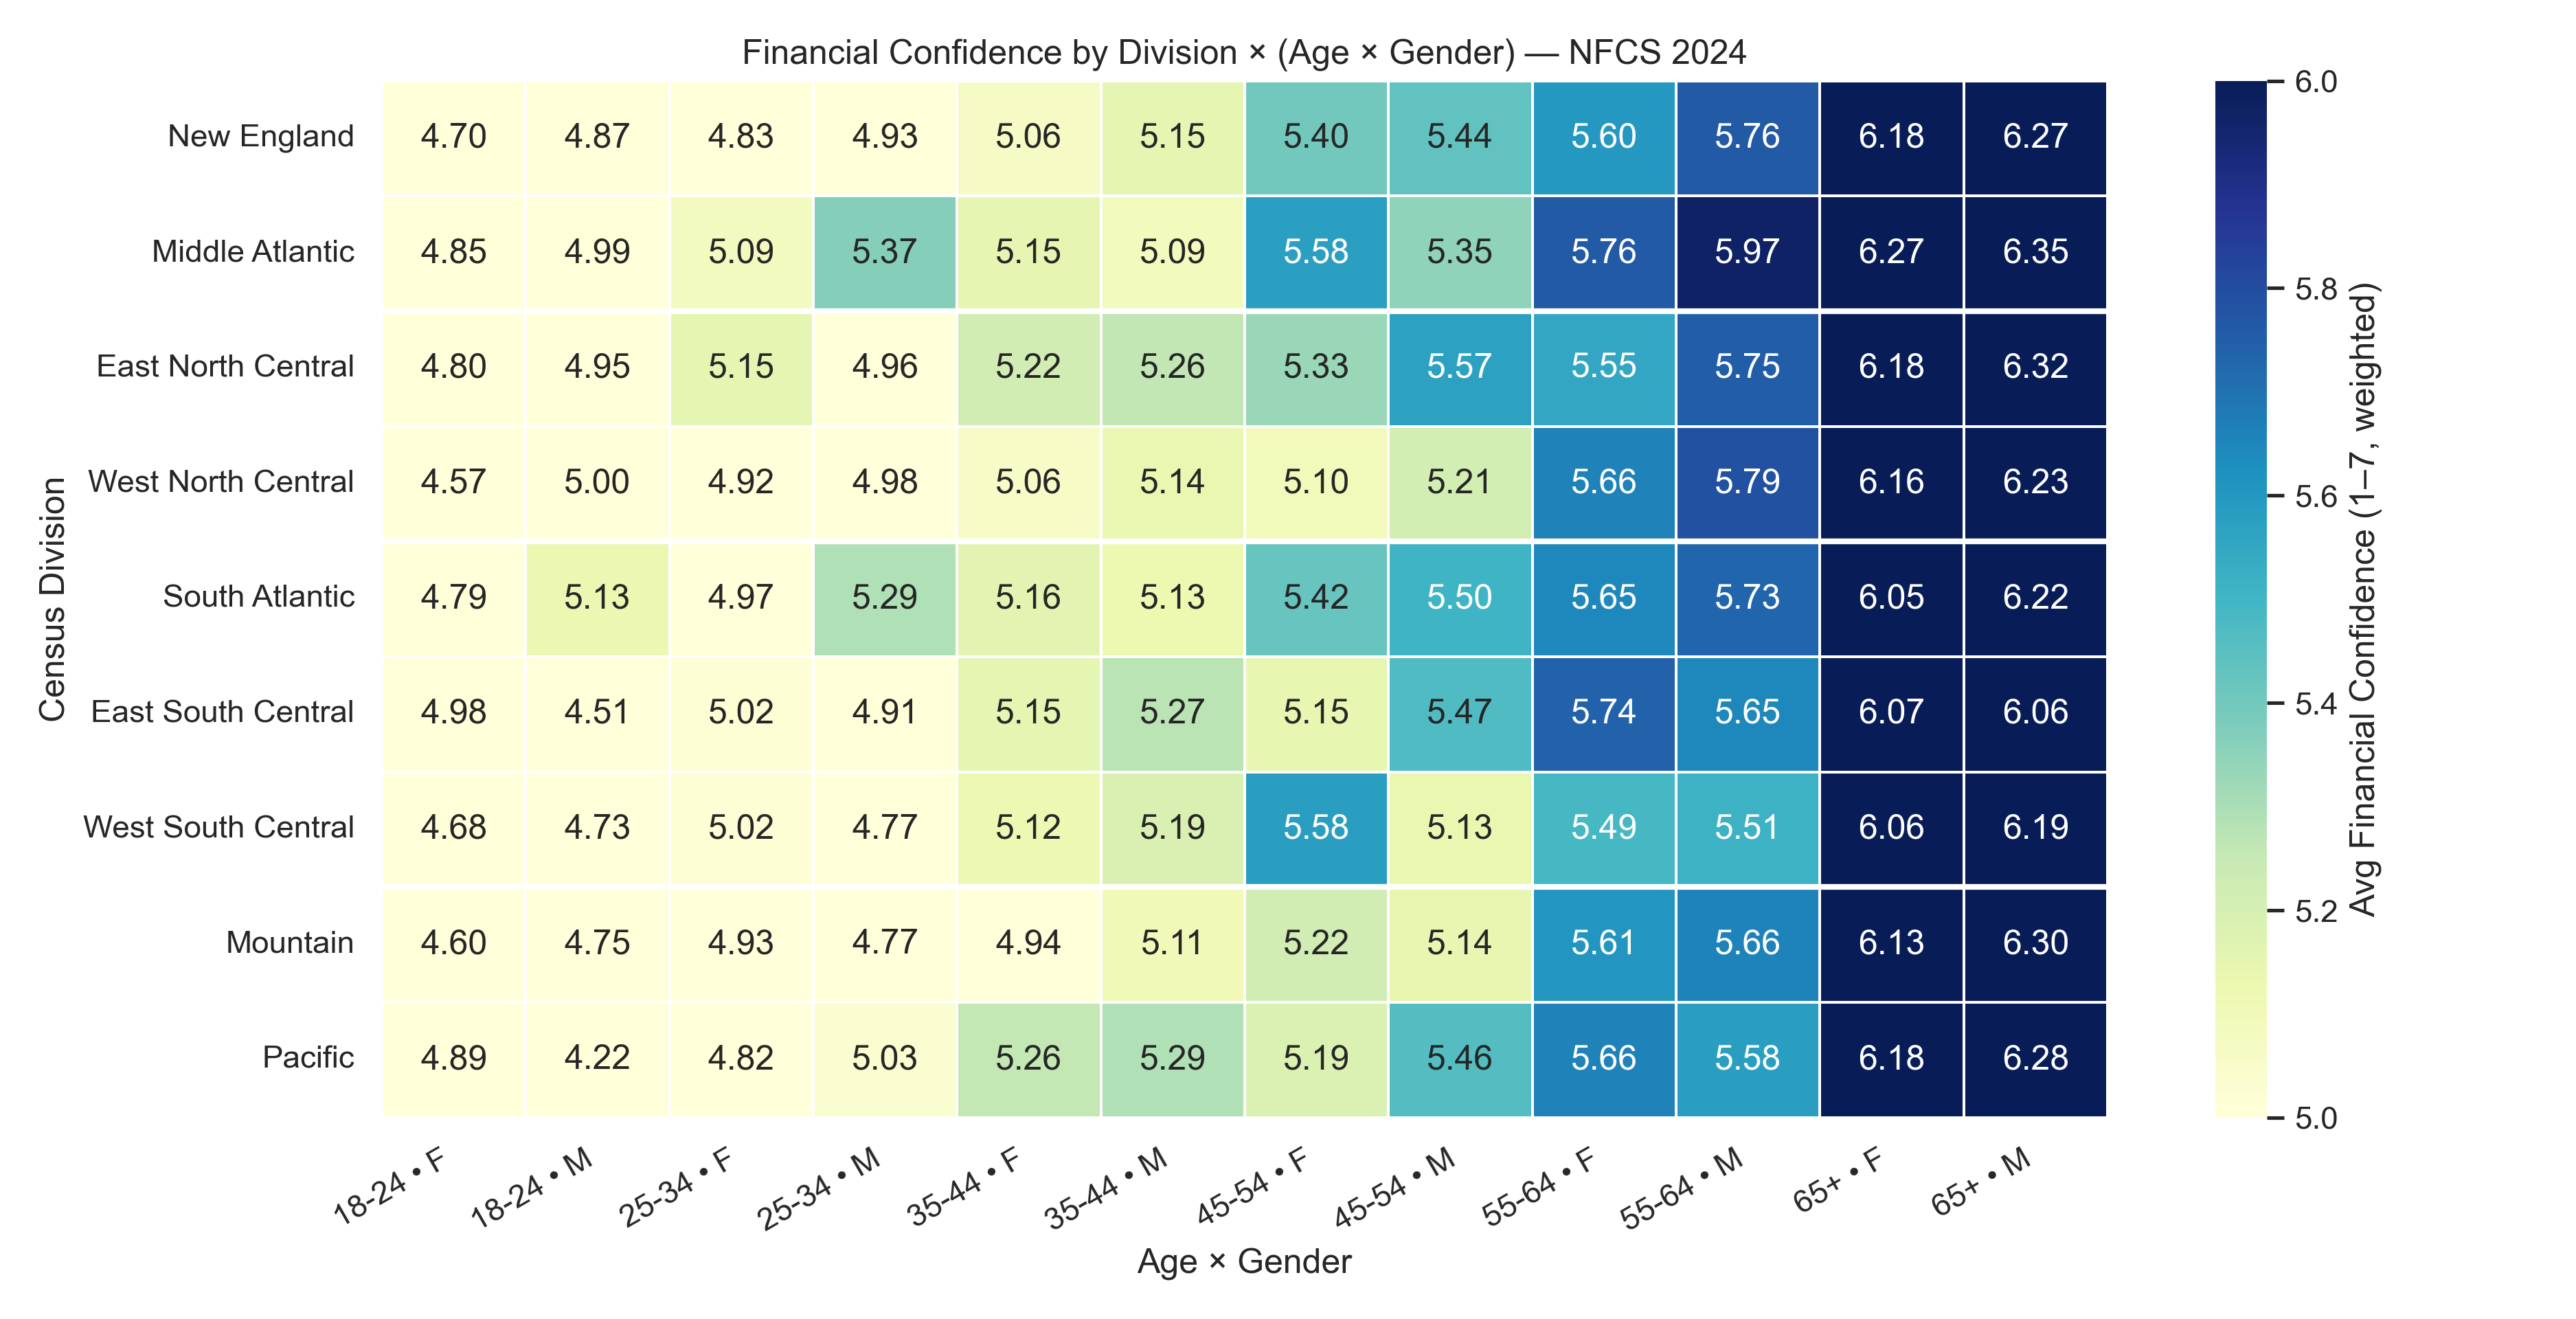 Financial Confidence by Division × (Age × Gender) — NFCS 2024
New England 4.70 4.87 4.83 4.93 5.06 5.15 5.40 5.44 5.60 5.76 6.18 6.27
Middle Atlantic 4.85 4.99 5.09 5.37 5.15 5.09 5.58 5.35 5.76 5.97 6.27 6.35
East North Central 4.80 4.95 5.15 4.96 5.22 5.26 5.33 5.57 5.55 5.75 6.18 6.32
West North Central 4.57 5.00 4.92 4.98 5.06 5.14 5.10 5.21 5.66 5.79 6.16 6.23
South Atlantic 4.79 5.13 4.97 5.29 5.16 5.13 5.42 5.50 5.65 5.73 6.05 6.22
East South Central 4.98 4.51 5.02 4.91 5.15 5.27 5.15 5.47 5.74 5.65 6.07 6.06
West South Central 4.68 4.73 5.02 4.77 5.12 5.19 5.58 5.13 5.49 5.51 6.06 6.19
Mountain 4.60 4.75 4.93 4.77 4.94 5.11 5.22 5.14 5.61 5.66 6.13 6.30
Pacific 4.89 4.22 4.82 5.03 5.26 5.29 5.19 5.46 5.66 5.58 6.18 6.28
18-24 • F 18-24 • M 25-34 • F 25-34 • M 35-44 • F 35-44 • M 45-54 • F 45-54 • M 55-64 • F 55-64 • M 65+ • F 65+ • M
Age × Gender
Census Division
6.0
5.8
5.6
5.4
5.2
5.0
Avg Financial Confidence (1–7, weighted)